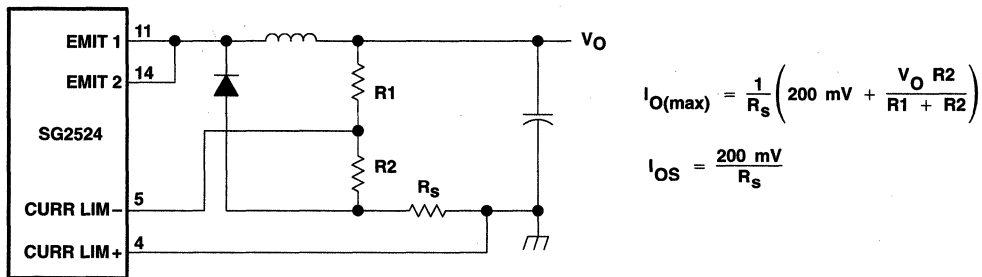 EMIT 1
11
EMIT 2
14
SG2524
CURR LIM−
5
CURR LIM+
4
R1
R2
Rs
VO
IO(max) = 1/Rs (200 mV + VO R2/(R1 + R2))
IOS = 200 mV/Rs